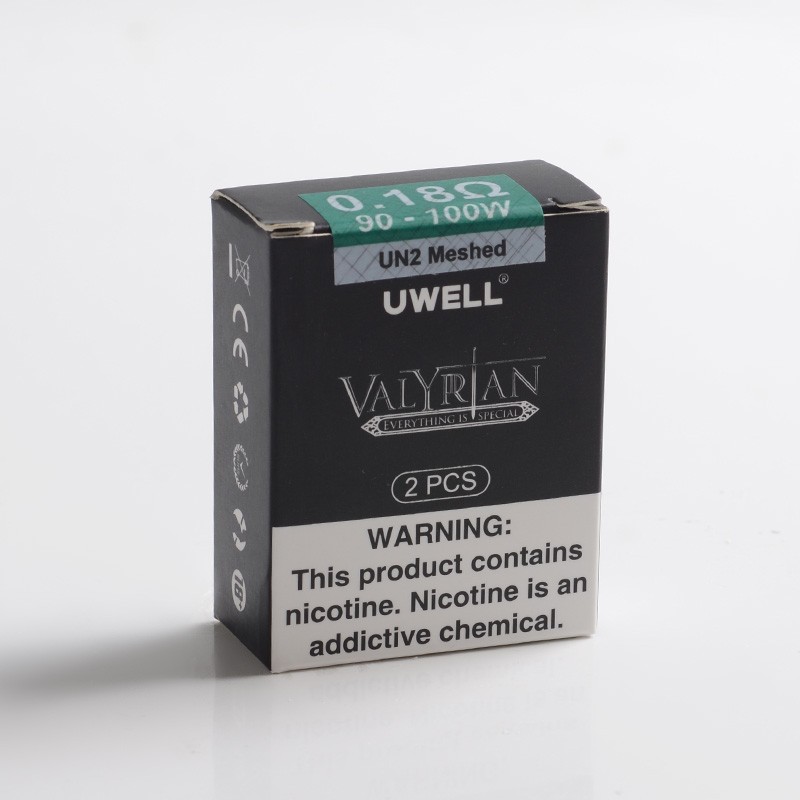 0.18Ω
90 - 100W
UN2 Meshed
UWELL®
VALYRIAN
EVERYTHING IS SPECIAL
2 PCS
WARNING:
This product contains
nicotine. Nicotine is an
addictive chemical.
CE